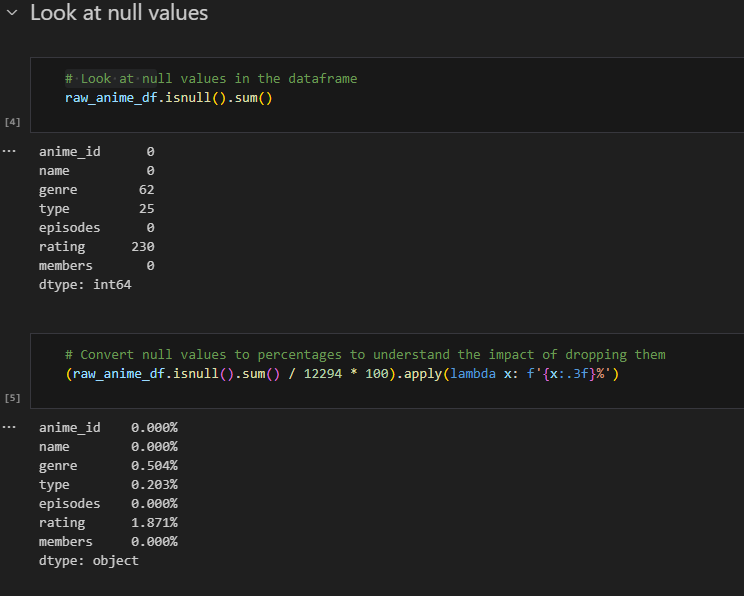 Look at null values
# Look at null values in the dataframe
raw_anime_df.isnull().sum()
[4]
...
anime_id      0
name          0
genre        62
type         25
episodes      0
rating      230
members       0
dtype: int64
# Convert null values to percentages to understand the impact of dropping them
(raw_anime_df.isnull().sum() / 12294 * 100).apply(lambda x: f'{x:.3f}%')
[5]
...
anime_id    0.000%
name        0.000%
genre       0.504%
type        0.203%
episodes    0.000%
rating      1.871%
members     0.000%
dtype: object